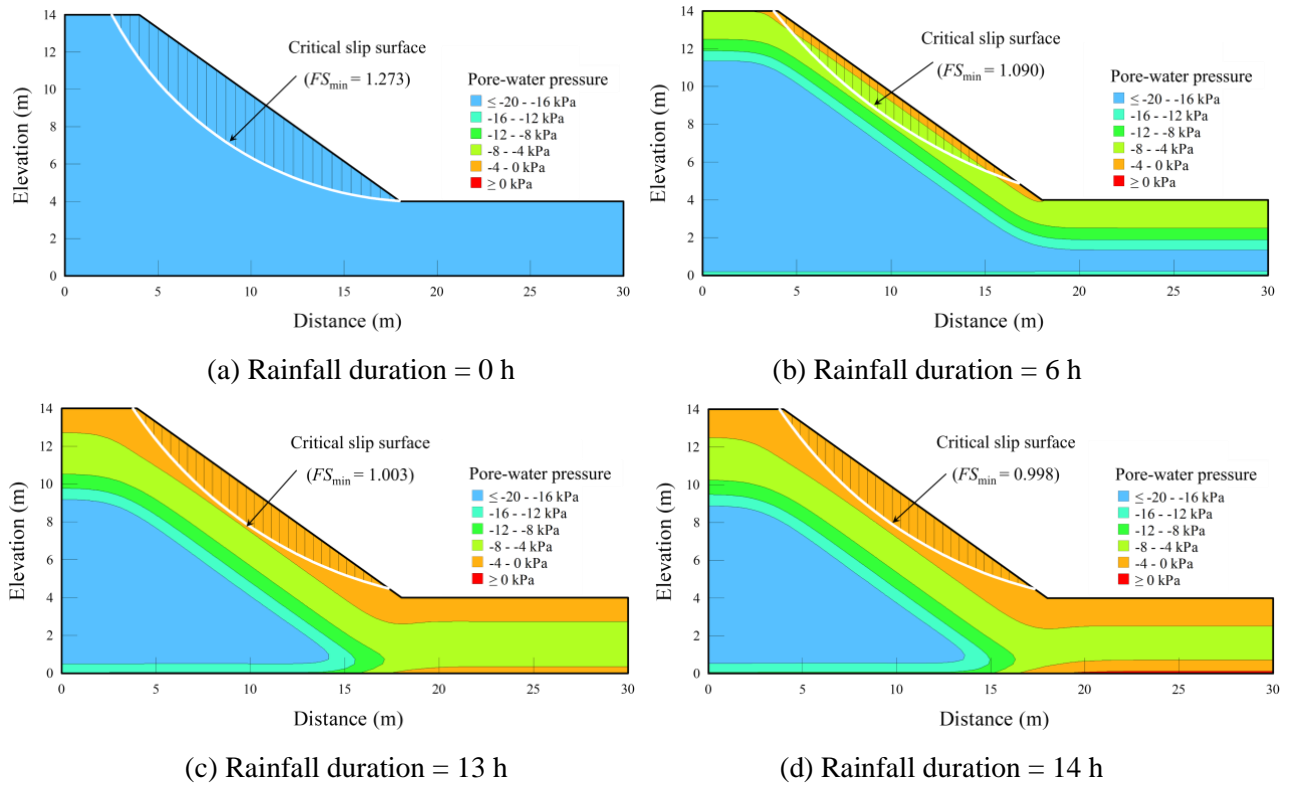 14
12
10
8
6
4
2
0
Elevation (m)
Critical slip surface
(FSmin = 1.273)
Pore-water pressure
≤ -20 - -16 kPa
-16 - -12 kPa
-12 - -8 kPa
-8 - -4 kPa
-4 - 0 kPa
≥ 0 kPa
0 5 10 15 20 25 30
Distance (m)
(a) Rainfall duration = 0 h
14
12
10
8
6
4
2
0
Elevation (m)
Critical slip surface
(FSmin = 1.090)
Pore-water pressure
≤ -20 - -16 kPa
-16 - -12 kPa
-12 - -8 kPa
-8 - -4 kPa
-4 - 0 kPa
≥ 0 kPa
0 5 10 15 20 25 30
Distance (m)
(b) Rainfall duration = 6 h
14
12
10
8
6
4
2
0
Elevation (m)
Critical slip surface
(FSmin = 1.003)
Pore-water pressure
≤ -20 - -16 kPa
-16 - -12 kPa
-12 - -8 kPa
-8 - -4 kPa
-4 - 0 kPa
≥ 0 kPa
0 5 10 15 20 25 30
Distance (m)
(c) Rainfall duration = 13 h
14
12
10
8
6
4
2
0
Elevation (m)
Critical slip surface
(FSmin = 0.998)
Pore-water pressure
≤ -20 - -16 kPa
-16 - -12 kPa
-12 - -8 kPa
-8 - -4 kPa
-4 - 0 kPa
≥ 0 kPa
0 5 10 15 20 25 30
Distance (m)
(d) Rainfall duration = 14 h